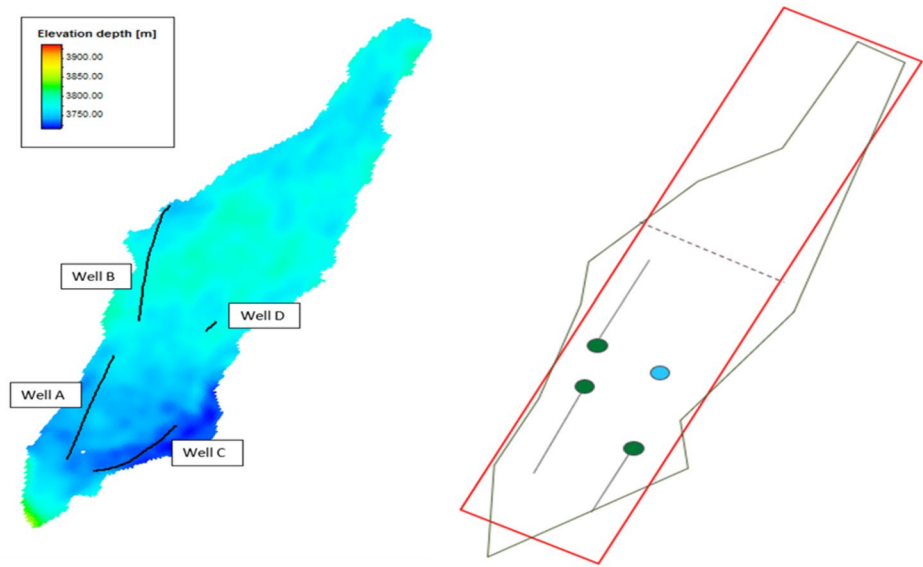 Elevation depth [m]
3900.00
3850.00
3800.00
3750.00
Well B
Well D
Well A
Well C